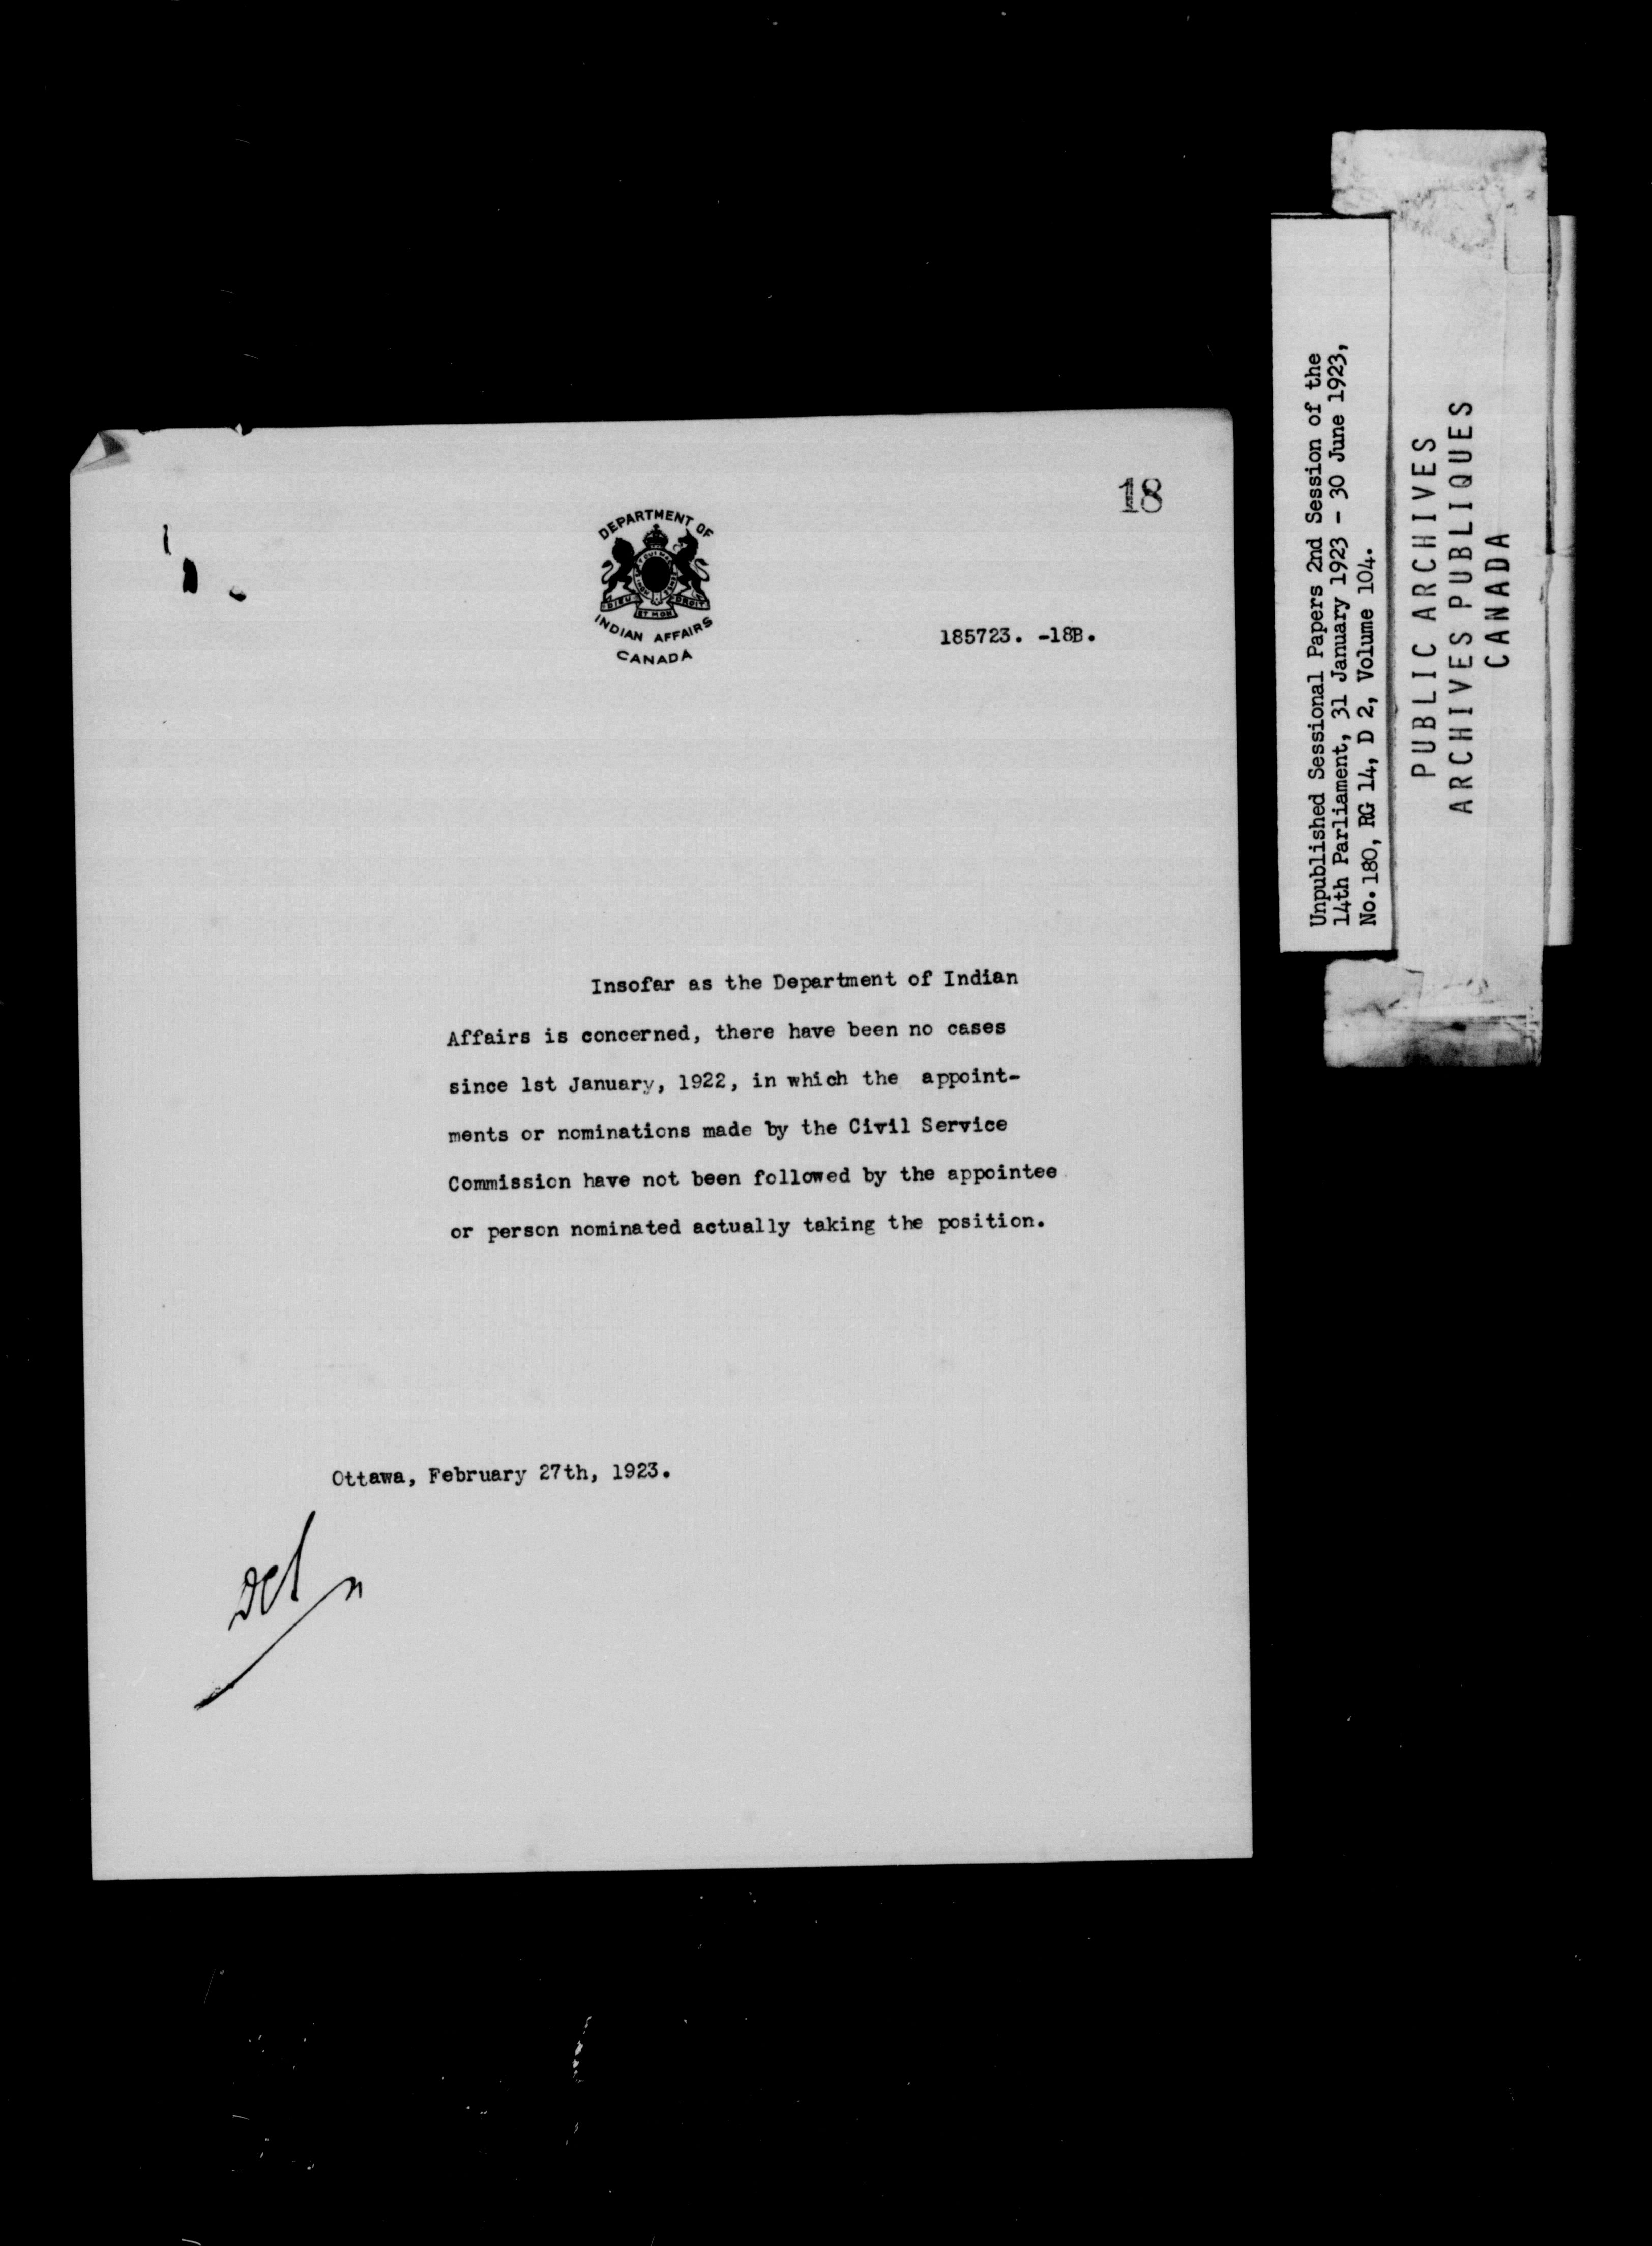 18
DEPARTMENT OF
DIEU ET MON DROIT
INDIAN AFFAIRS
CANADA
185723. -18B.
Insofar as the Department of Indian
Affairs is concerned, there have been no cases
since 1st January, 1922, in which the appoint-
ments or nominations made by the Civil Service
Commission have not been followed by the appointee
or person nominated actually taking the position.
Ottawa, February 27th, 1923.
Unpublished Sessional Papers 2nd Session of the
14th Parliament, 31 January 1923 - 30 June 1923,
No.180, RG 14, D 2, Volume 104.
PUBLIC ARCHIVES
ARCHIVES PUBLIQUES
CANADA